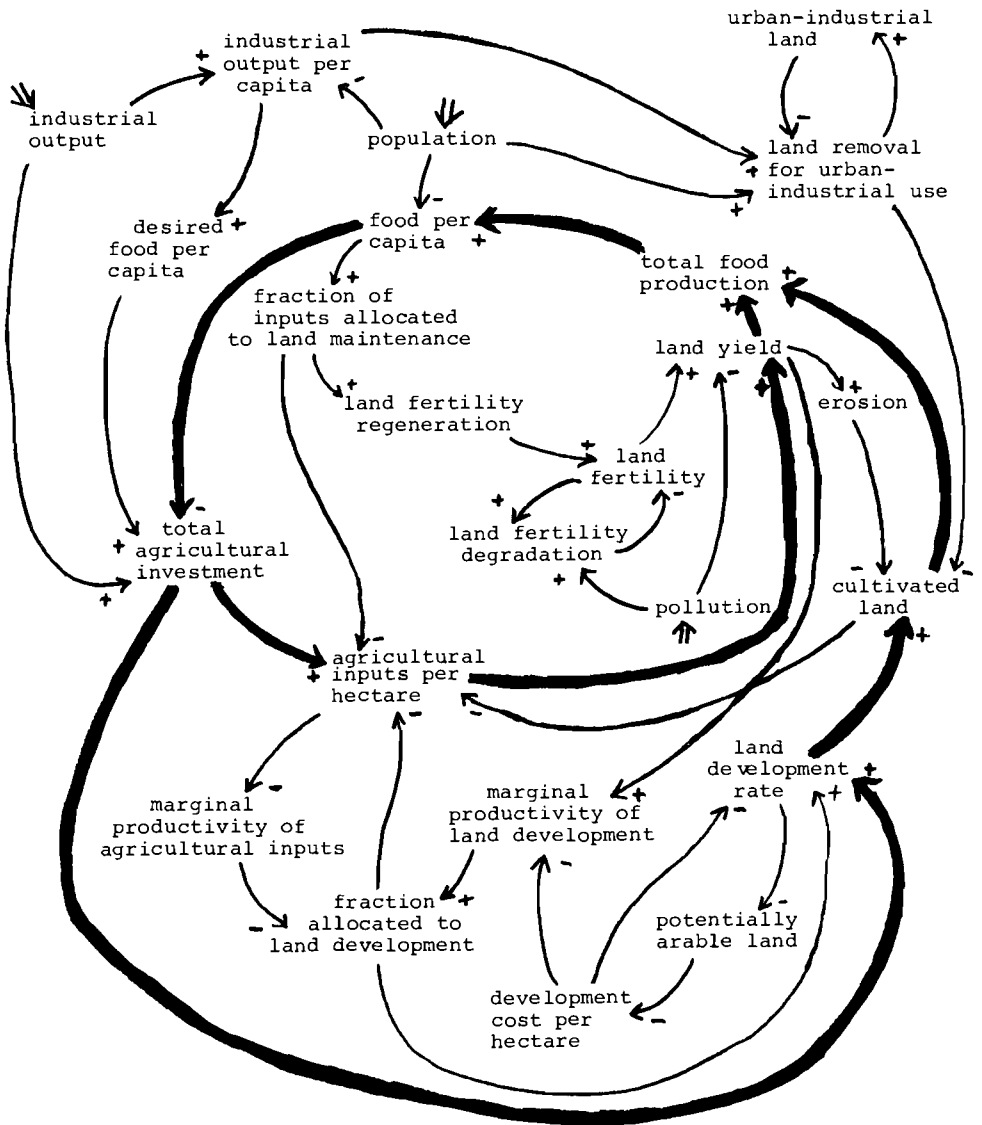 urban-industrial
land
industrial
output per
capita
industrial
output
population
land removal
for urban-
industrial use
desired
food per
capita
food per
capita
total food
production
fraction of
inputs allocated
to land maintenance
land yield
land fertility
regeneration
erosion
land
fertility
total
agricultural
investment
land fertility
degradation
pollution
cultivated
land
agricultural
inputs per
hectare
land
development
rate
marginal
productivity of
agricultural inputs
marginal
productivity of
land development
fraction
allocated to
land development
potentially
arable land
development
cost per
hectare